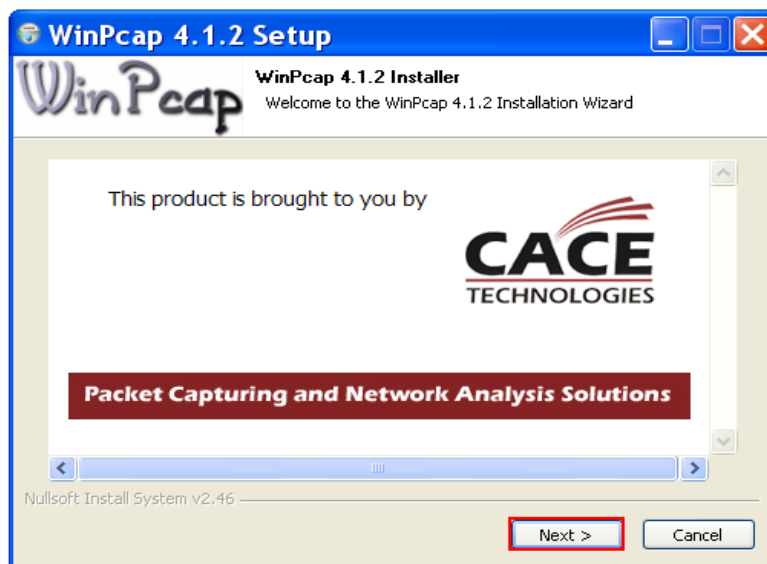 WinPcap 4.1.2 Setup
WinPcap
WinPcap 4.1.2 Installer
Welcome to the WinPcap 4.1.2 Installation Wizard
This product is brought to you by
CACE
TECHNOLOGIES
Packet Capturing and Network Analysis Solutions
Nullsoft Install System v2.46
Next >
Cancel